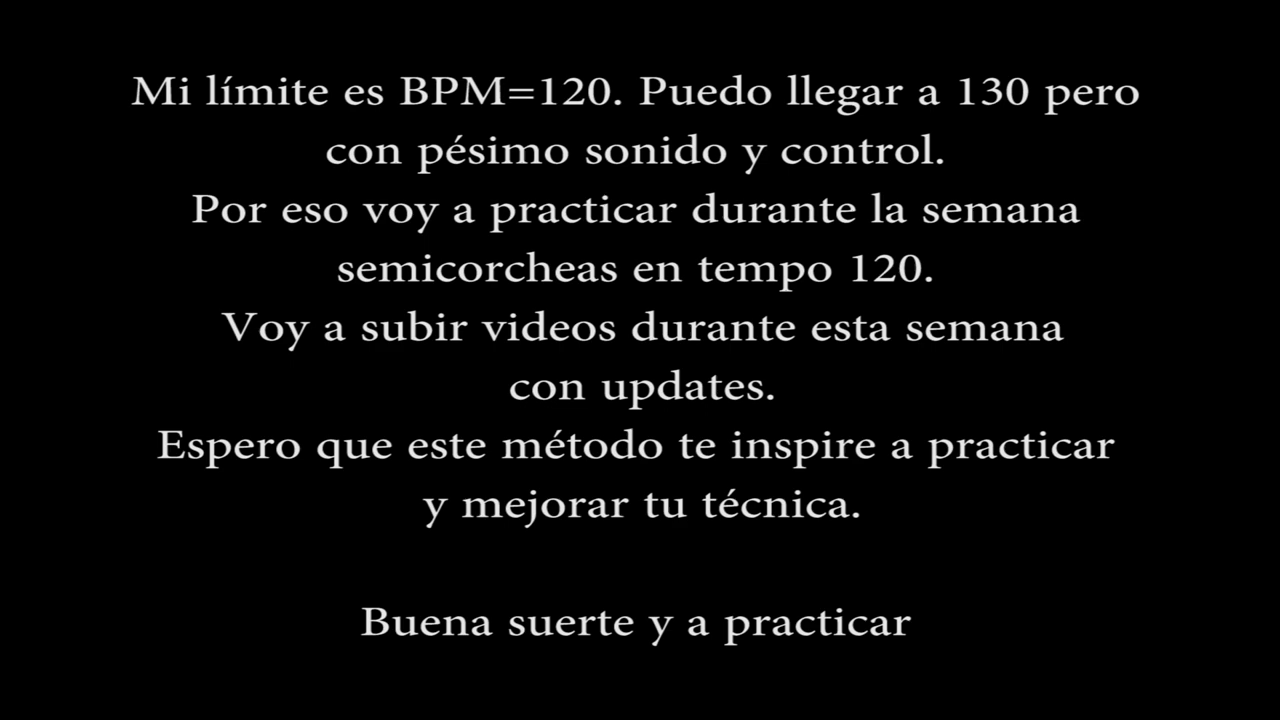 Mi límite es BPM=120. Puedo llegar a 130 pero
con pésimo sonido y control.
Por eso voy a practicar durante la semana
semicorcheas en tempo 120.
Voy a subir videos durante esta semana
con updates.
Espero que este método te inspire a practicar
y mejorar tu técnica.
Buena suerte y a practicar